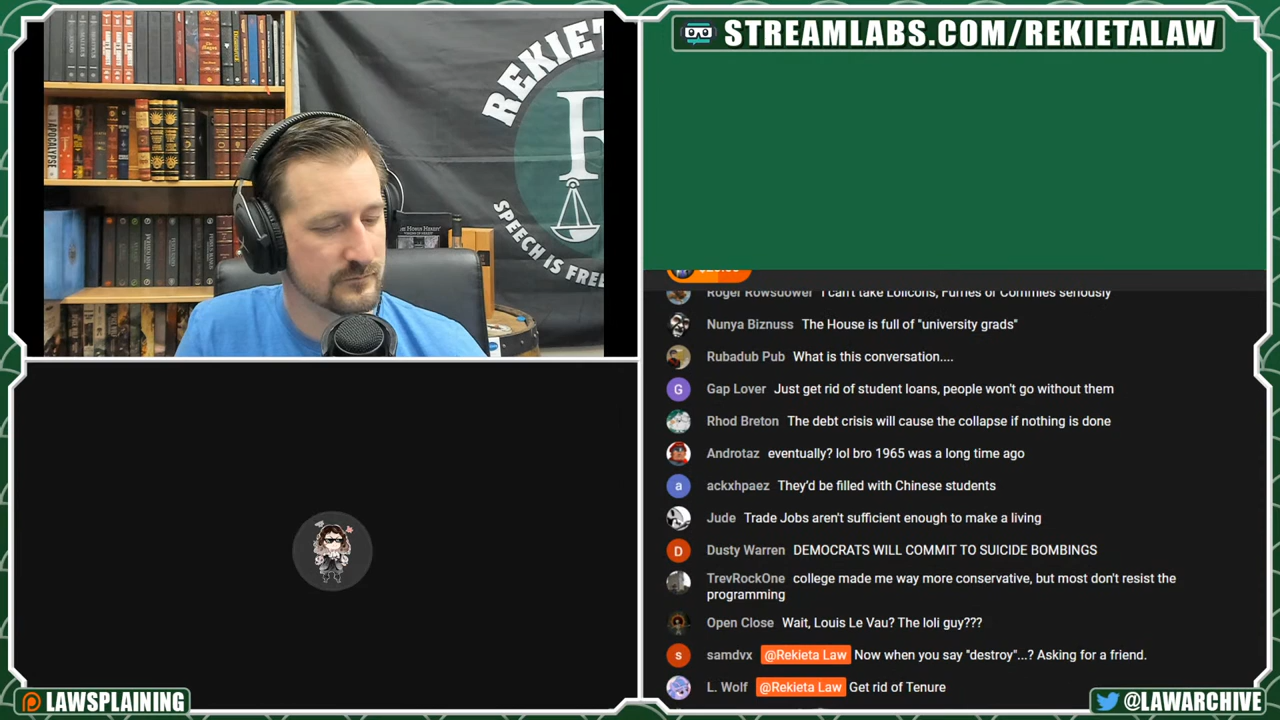 STREAMLABS.COM/REKIETALAW
REKIET
R
SPEECH IS FREE
APOCALYPSE
THE HORUS HERESY
Roger Rowsdower I can't take Lolicons, Furries or Commies seriously
Nunya Biznuss The House is full of "university grads"
Rubadub Pub What is this conversation....
G Gap Lover Just get rid of student loans, people won't go without them
Rhod Breton The debt crisis will cause the collapse if nothing is done
Androtaz eventually? lol bro 1965 was a long time ago
a ackxhpaez They'd be filled with Chinese students
Jude Trade Jobs aren't sufficient enough to make a living
D Dusty Warren DEMOCRATS WILL COMMIT TO SUICIDE BOMBINGS
TrevRockOne college made me way more conservative, but most don't resist the
programming
Open Close Wait, Louis Le Vau? The loli guy???
s samdvx @Rekieta Law Now when you say "destroy"...? Asking for a friend.
L. Wolf @Rekieta Law Get rid of Tenure
LAWSPLAINING
@LAWARCHIVE